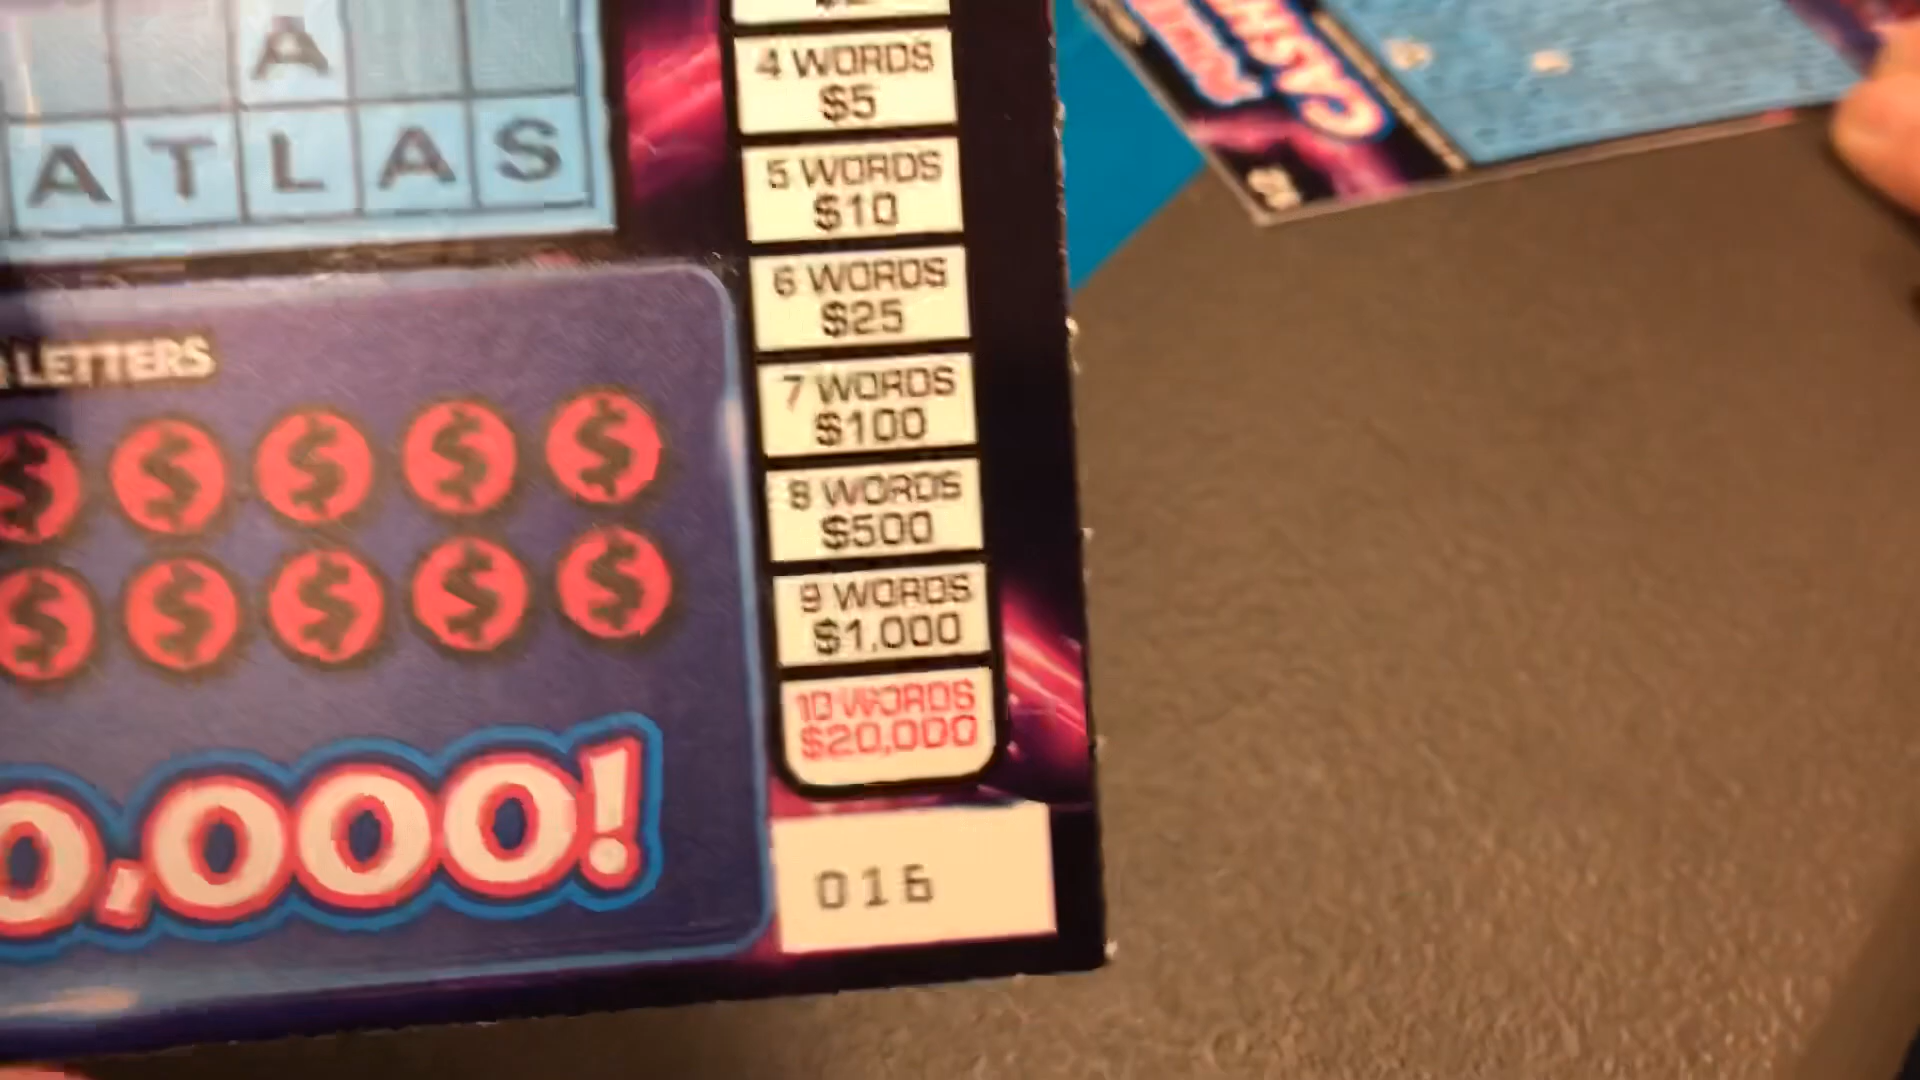 A
ATLAS
4 WORDS
$5
5 WORDS
$10
6 WORDS
$25
7 WORDS
$100
8 WORDS
$500
9 WORDS
$1,000
10 WORDS
$20,000
LETTERS
$ $ $ $ $
$ $ $ $ $
0,000!
016
CASH